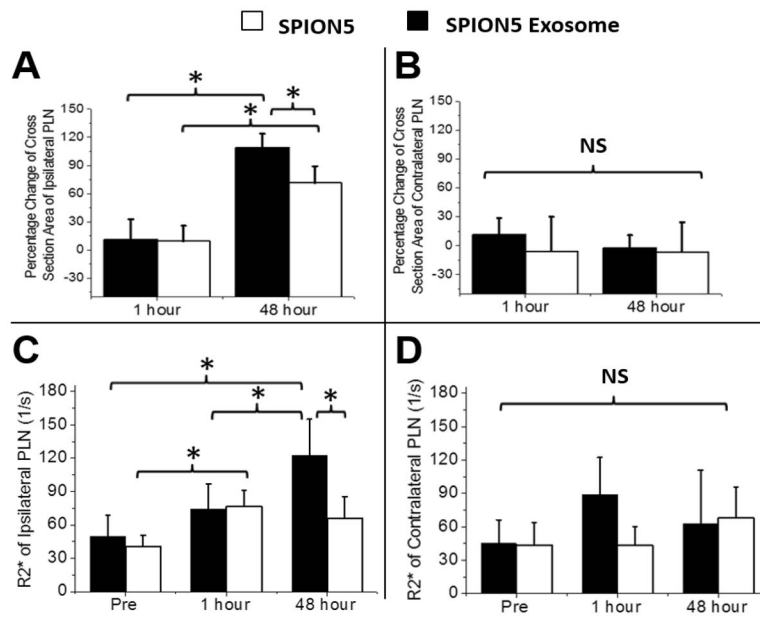 SPION5 SPION5 Exosome
A
*
*
*
Percentage Change of Cross
Section Area of Ipsilateral PLN
150
120
90
60
30
0
-30
1 hour 48 hour
B
NS
Percentage Change of Cross
Section Area of Contralateral PLN
150
120
90
60
30
0
-30
1 hour 48 hour
C
*
*
*
*
R2* of Ipsilateral PLN (1/s)
180
150
120
90
60
30
0
Pre 1 hour 48 hour
D
NS
R2* of Contralateral PLN (1/s)
180
150
120
90
60
30
0
Pre 1 hour 48 hour